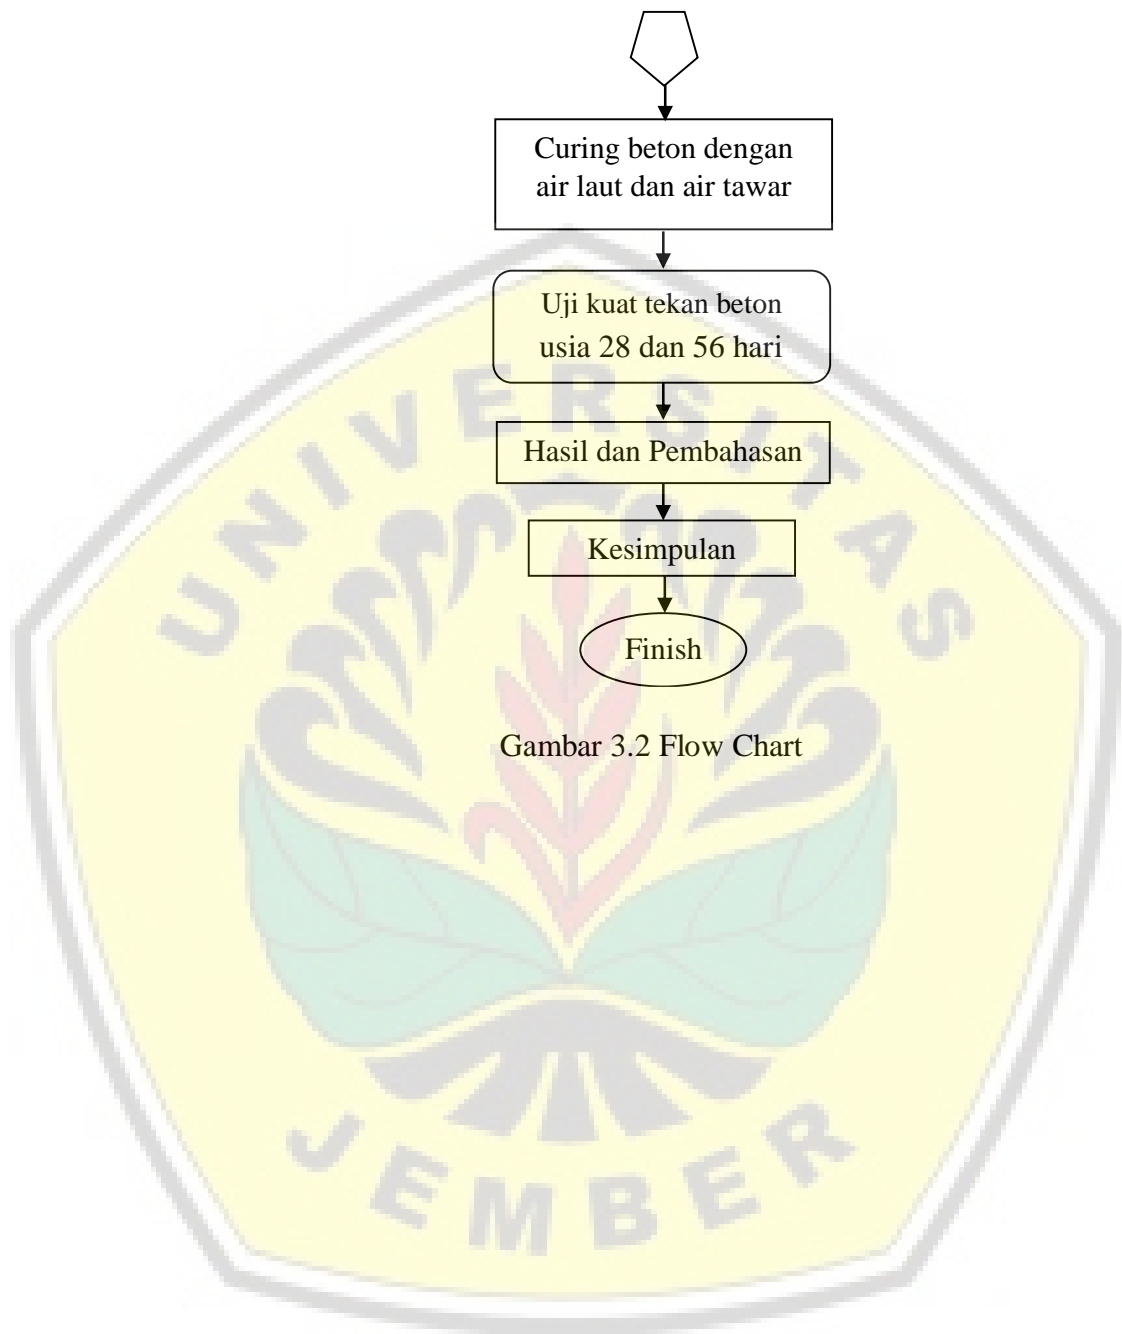 Curing beton dengan
air laut dan air tawar
Uji kuat tekan beton
usia 28 dan 56 hari
Hasil dan Pembahasan
Kesimpulan
Finish
Gambar 3.2 Flow Chart
UNIVERSITAS
JEMBER